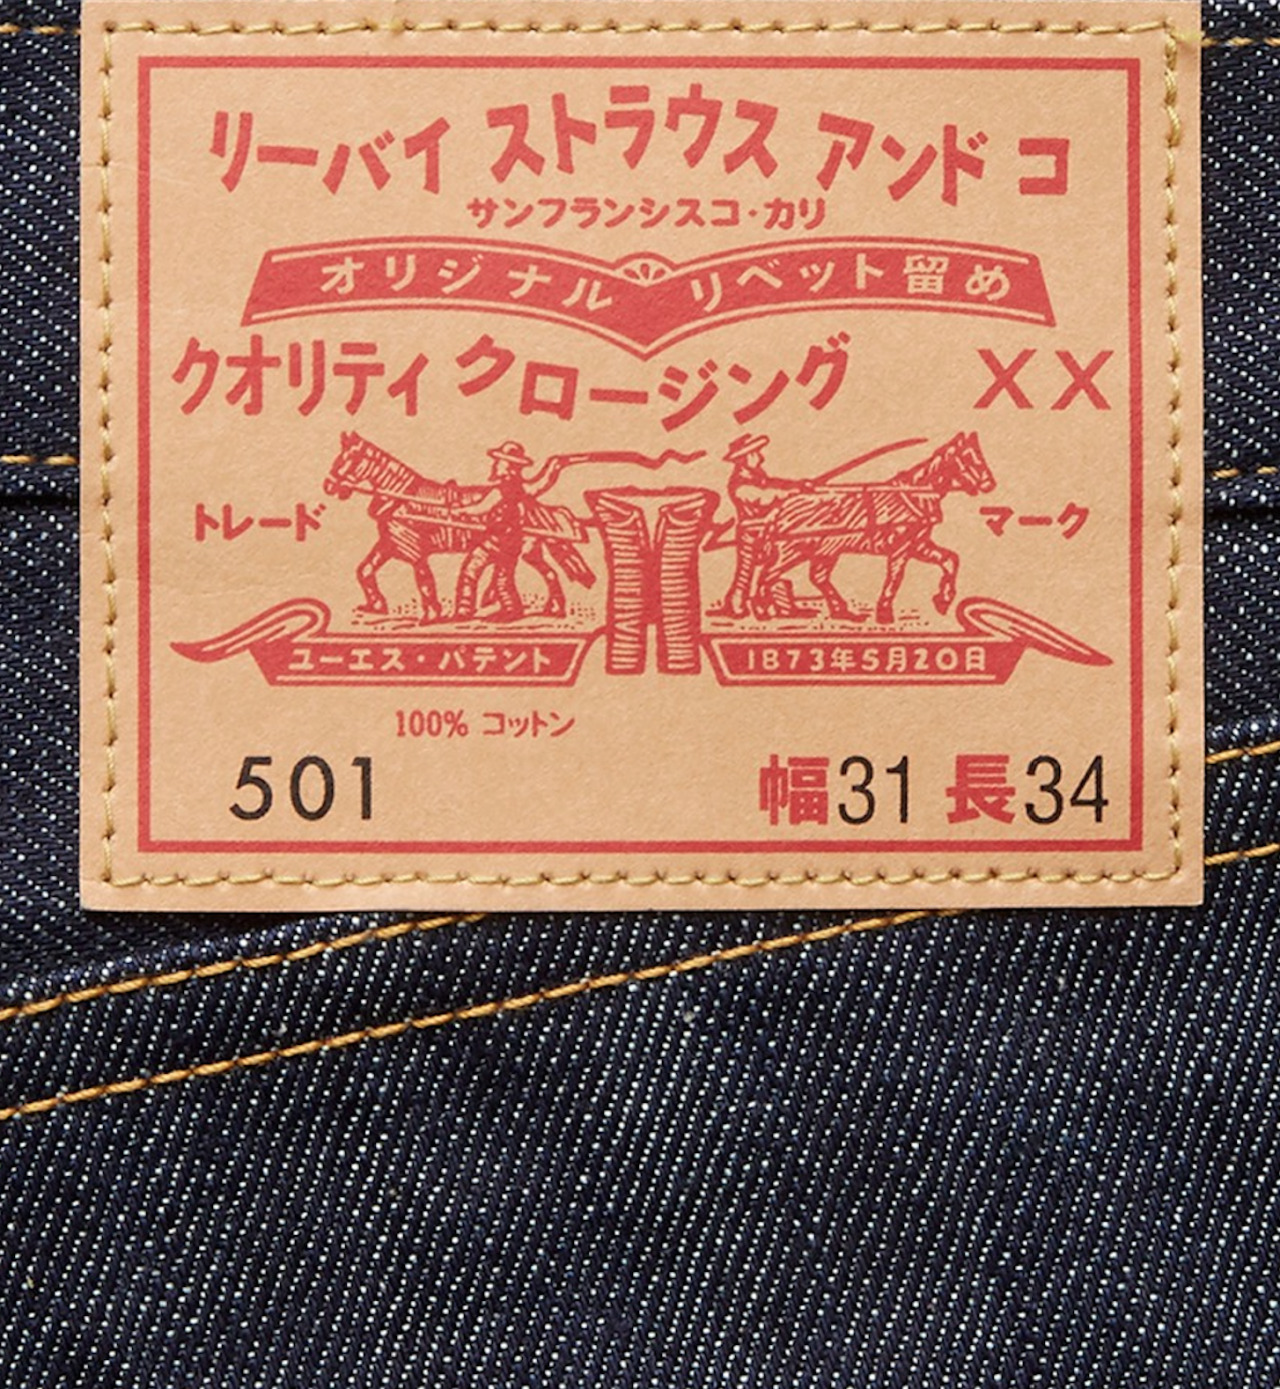 リーバイ ストラウス アンド コ
サンフランシスコ・カリ
オリジナル リベット留め
クオリティ クロージング XX
トレード マーク
ユーエス・パテント 1873年5月20日
100% コットン
501 幅31 長34